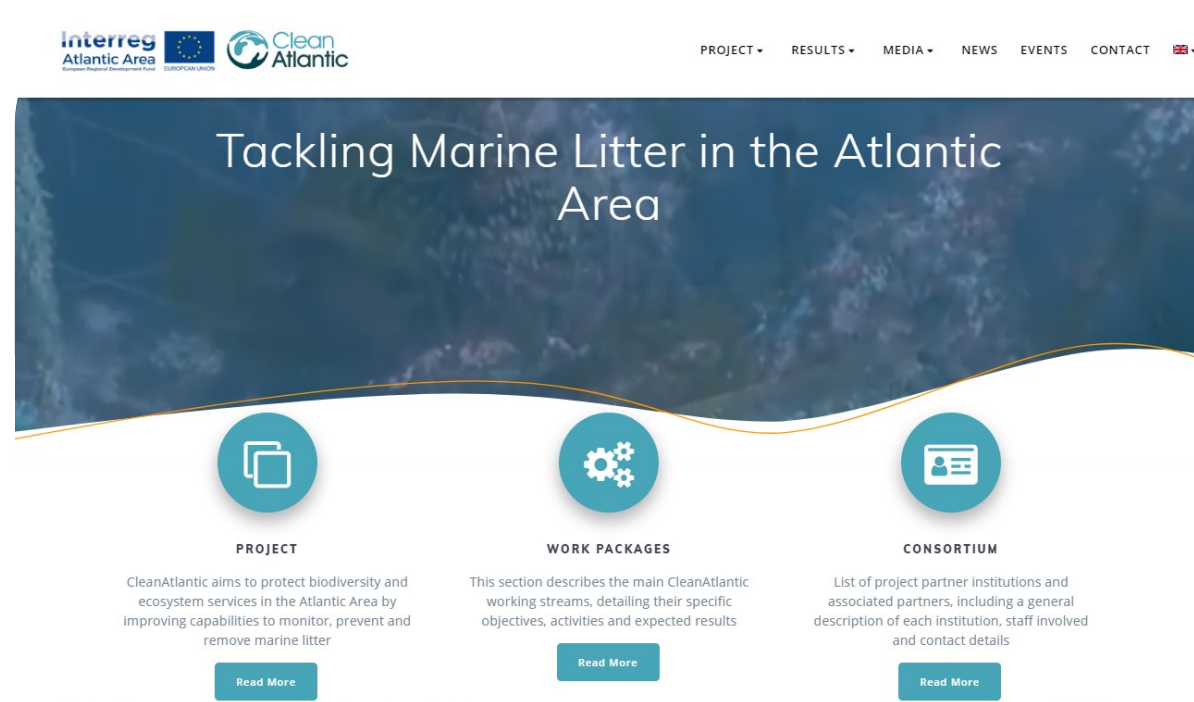 Interreg
Atlantic Area
European Regional Development Fund
EUROPEAN UNION
Clean
Atlantic
PROJECT
RESULTS
MEDIA
NEWS
EVENTS
CONTACT
Tackling Marine Litter in the Atlantic
Area
PROJECT
CleanAtlantic aims to protect biodiversity and
ecosystem services in the Atlantic Area by
improving capabilities to monitor, prevent and
remove marine litter
Read More
WORK PACKAGES
This section describes the main CleanAtlantic
working streams, detailing their specific
objectives, activities and expected results
Read More
CONSORTIUM
List of project partner institutions and
associated partners, including a general
description of each institution, staff involved
and contact details
Read More